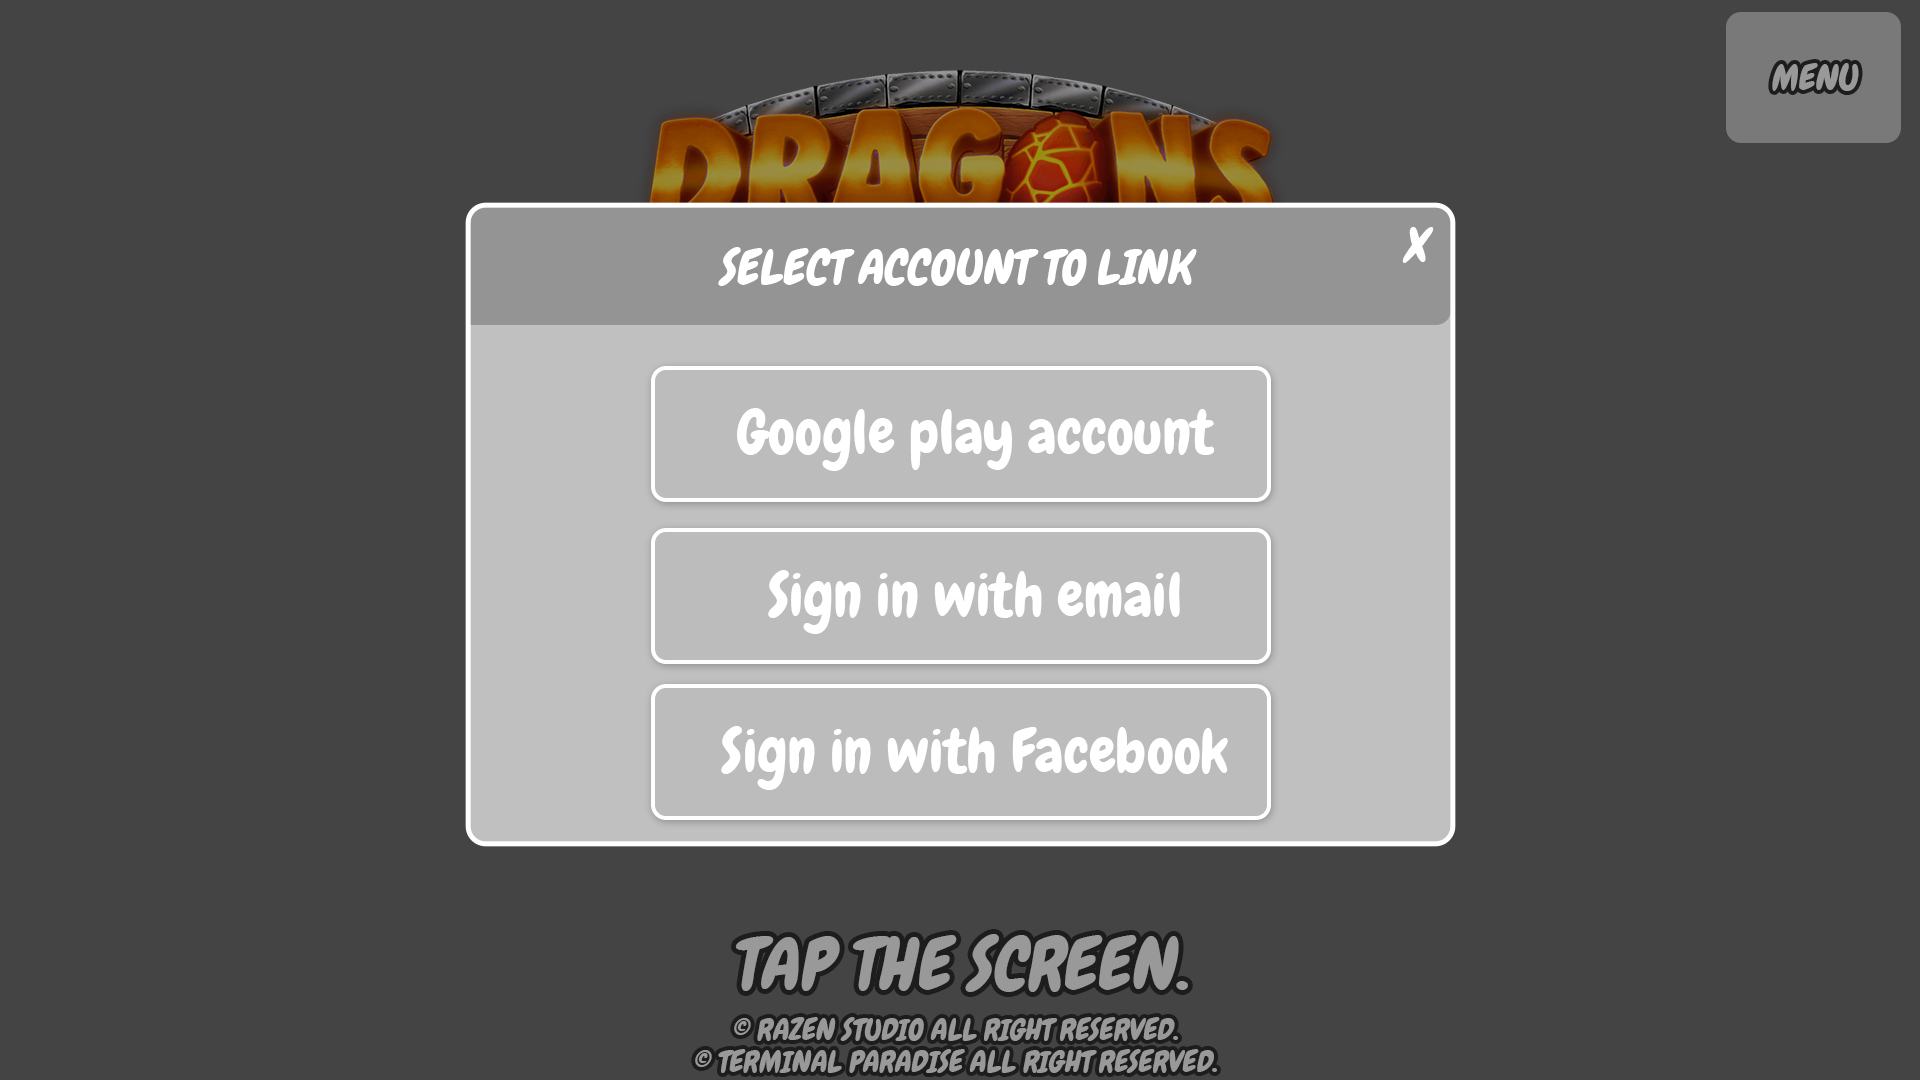 MENU
DRAGONS
SELECT ACCOUNT TO LINK
X
Google play account
Sign in with email
Sign in with Facebook
TAP THE SCREEN.
© RAZEN STUDIO ALL RIGHT RESERVED.
© TERMINAL PARADISE ALL RIGHT RESERVED.